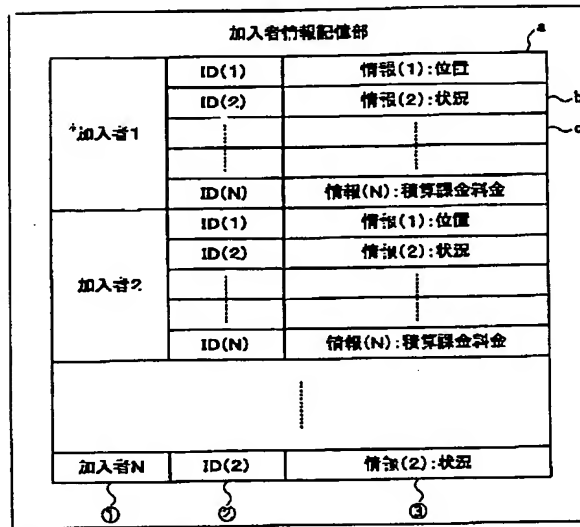 加入者情報記憶部
a
ID(1) 情報(1):位置
ID(2) 情報(2):状況
b
加入者1
c
ID(N) 情報(N):積算課金料金
ID(1) 情報(1):位置
ID(2) 情報(2):状況
加入者2
ID(N) 情報(N):積算課金料金
加入者N ID(2) 情報(2):状況
① ② ③